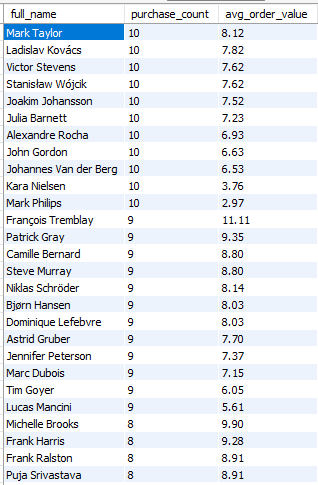 full_name purchase_count avg_order_value
Mark Taylor 10 8.12
Ladislav Kovács 10 7.82
Victor Stevens 10 7.62
Stanisław Wójcik 10 7.62
Joakim Johansson 10 7.52
Julia Barnett 10 7.23
Alexandre Rocha 10 6.93
John Gordon 10 6.63
Johannes Van der Berg 10 6.53
Kara Nielsen 10 3.76
Mark Philips 10 2.97
François Tremblay 9 11.11
Patrick Gray 9 9.35
Camille Bernard 9 8.80
Steve Murray 9 8.80
Niklas Schröder 9 8.14
Bjørn Hansen 9 8.03
Dominique Lefebvre 9 8.03
Astrid Gruber 9 7.70
Jennifer Peterson 9 7.37
Marc Dubois 9 7.15
Tim Goyer 9 6.05
Lucas Mancini 9 5.61
Michelle Brooks 8 9.90
Frank Harris 8 9.28
Frank Ralston 8 8.91
Puja Srivastava 8 8.91